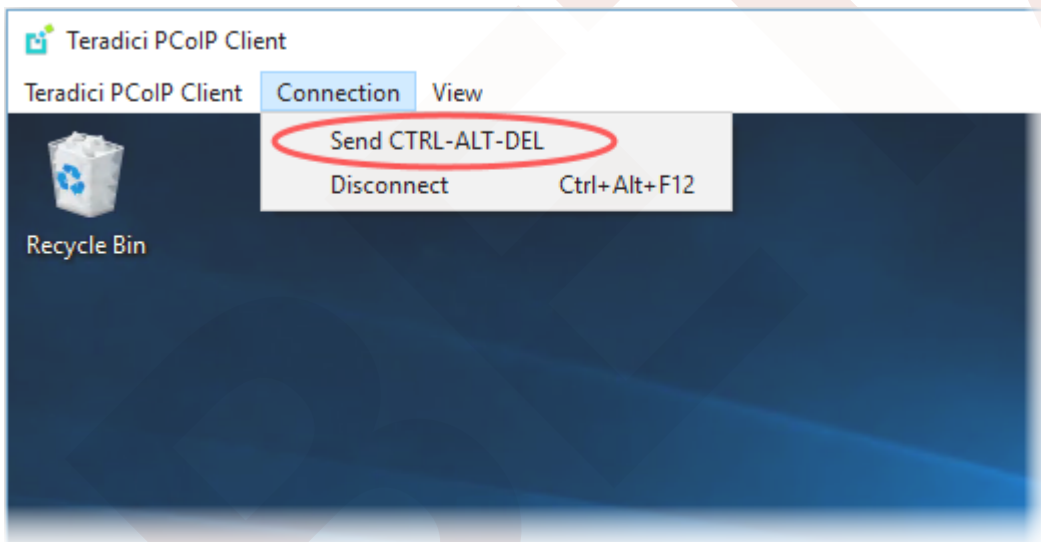 Teradici PCoIP Client
Teradici PCoIP Client Connection View
Send CTRL-ALT-DEL
Disconnect Ctrl+Alt+F12
Recycle Bin